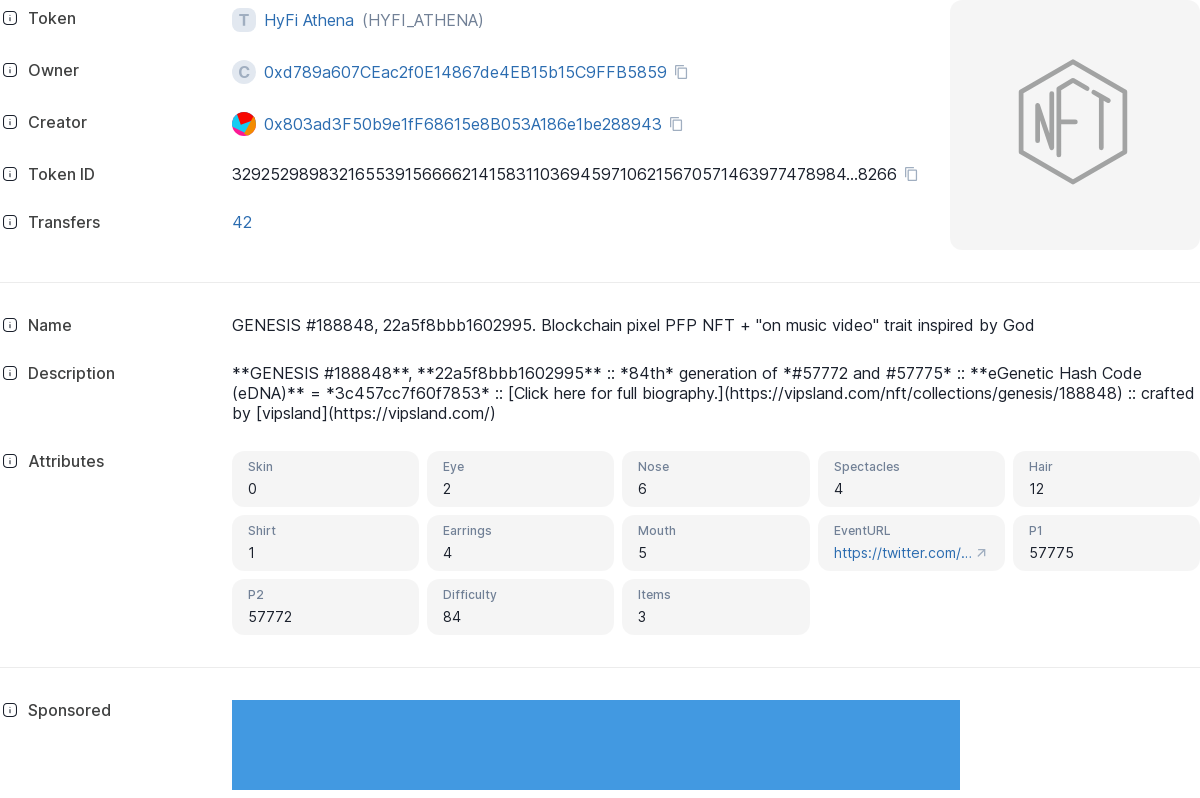 Token
T HyFi Athena (HYFI_ATHENA)
Owner
C 0xd789a607CEac2f0E14867de4EB15b15C9FFB5859
Creator
0x803ad3F50b9e1fF68615e8B053A186e1be288943
Token ID
32925298983216553915666621415831103694597106215670571463977478984...8266
Transfers
42
NFT
Name
GENESIS #188848, 22a5f8bbb1602995. Blockchain pixel PFP NFT + "on music video" trait inspired by God
Description
**GENESIS #188848**, **22a5f8bbb1602995** :: *84th* generation of *#57772 and #57775* :: **eGenetic Hash Code
(eDNA)** = *3c457cc7f60f7853* :: [Click here for full biography.](https://vipsland.com/nft/collections/genesis/188848) :: crafted
by [vipsland](https://vipsland.com/)
Attributes
Skin
0
Eye
2
Nose
6
Spectacles
4
Hair
12
Shirt
1
Earrings
4
Mouth
5
EventURL
https://twitter.com/...
P1
57775
P2
57772
Difficulty
84
Items
3
Sponsored